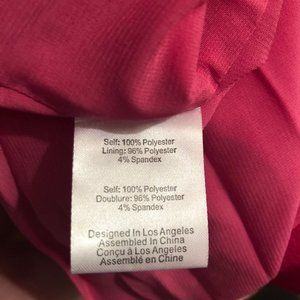 Self: 100% Polyester
Lining: 96% Polyester
4% Spandex
Self: 100% Polyester
Doublure: 96% Polyester
4% Spandex
Designed In Los Angeles
Assembled In China
Conçu à Los Angeles
Assemblé en Chine